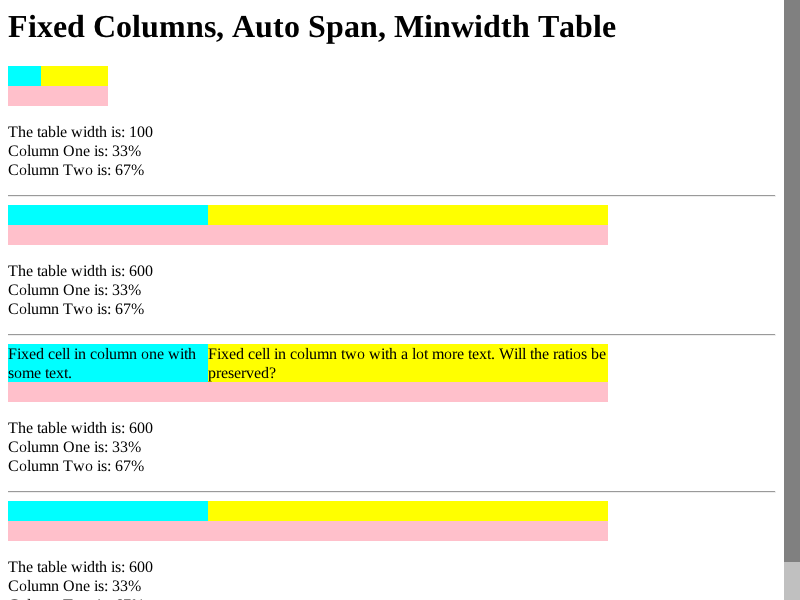 Fixed Columns, Auto Span, Minwidth Table
The table width is: 100
Column One is: 33%
Column Two is: 67%
The table width is: 600
Column One is: 33%
Column Two is: 67%
Fixed cell in column one with some text.
Fixed cell in column two with a lot more text. Will the ratios be preserved?
The table width is: 600
Column One is: 33%
Column Two is: 67%
The table width is: 600
Column One is: 33%